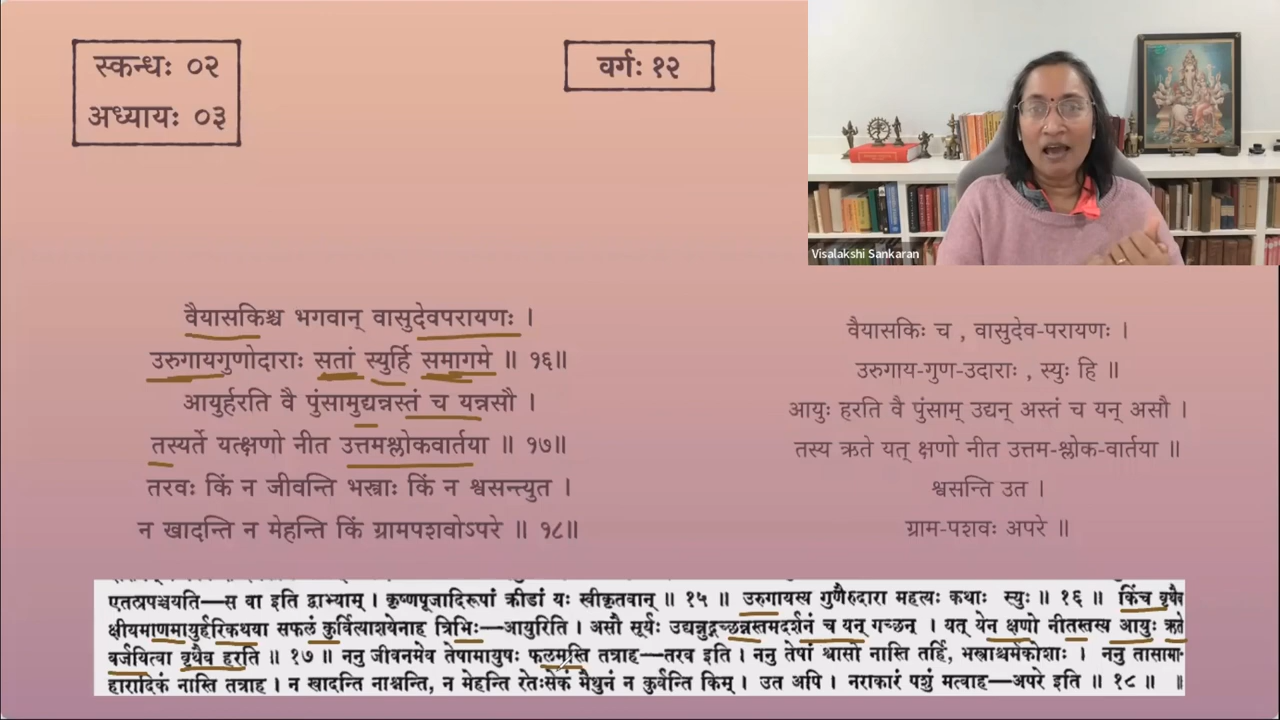 स्कन्धः ०२
अध्यायः ०३
वर्गः १२
Visalakshi Sankaran
वैयासकिश्च भगवान् वासुदेवपरायणः ।
उरुगायगुणोदाराः सतां स्युर्हि समागमे ॥ १६॥
आयुर्हरति वै पुंसामुद्यन्नस्तं च यन्नसौ ।
तस्यर्ते यत्क्षणो नीत उत्तमश्लोकवार्तया ॥ १७॥
तरवः किं न जीवन्ति भस्त्राः किं न श्वसन्त्युत ।
न खादन्ति न मेहन्ति किं ग्रामपशवोऽपरे ॥ १८॥
वैयासकिः च , वासुदेव-परायणः ।
उरुगाय-गुण-उदाराः , स्युः हि ॥
आयुः हरति वै पुंसाम् उद्यन् अस्तं च यन् असौ ।
तस्य ऋते यत् क्षणो नीत उत्तम-श्लोक-वार्तया ॥
श्वसन्ति उत ।
ग्राम-पशवः अपरे ॥
एतत्प्रपञ्चयति—स वा इति द्वाभ्याम् । कृष्णपूजादिरूपां क्रीडां यः स्वीकृतवान् ॥ १५ ॥ उरुगायस्य गुणैरुदारा महत्यः कथाः स्युः ॥ १६ ॥ किंच वृथैव
क्षीयमाणमायुर्हरिकथया सफलं कुर्वित्याशयेनाह त्रिभिः—आयुरिति । असौ सूर्यः उद्यन्नुद्गच्छन्नस्तमदर्शनं च यन् गच्छन् । यत् येन क्षणो नीतस्तस्य आयुः ऋते
वर्जयित्वा वृथैव हरति ॥ १७ ॥ ननु जीवनमेव तेषामायुषः फलमस्ति तत्राह—तरव इति । ननु तेषां श्वासो नास्ति तर्हि, भस्त्राश्चर्मकोशाः । ननु तासामा-
हारादिकं नास्ति तत्राह । न खादन्ति नाश्नन्ति, न मेहन्ति रेतःसेकं मैथुनं न कुर्वन्ति किम् । उत अपि । नराकारं पशुं मत्वाह—अपरे इति ॥ १८ ॥ ॥